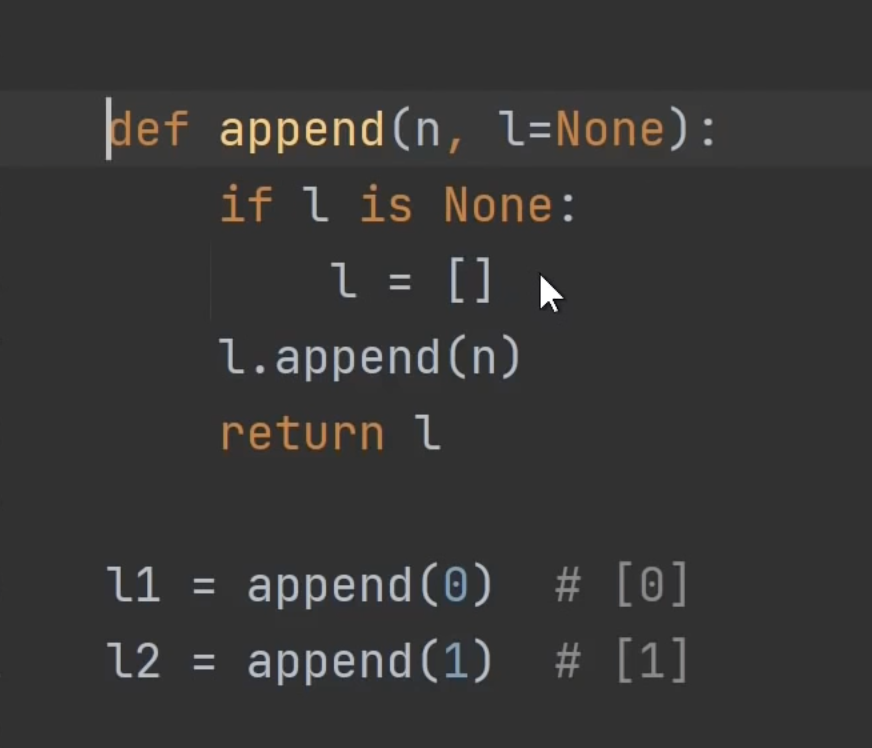 def append(n, l=None):
    if l is None:
        l = []
    l.append(n)
    return l
l1 = append(0)  # [0]
l2 = append(1)  # [1]